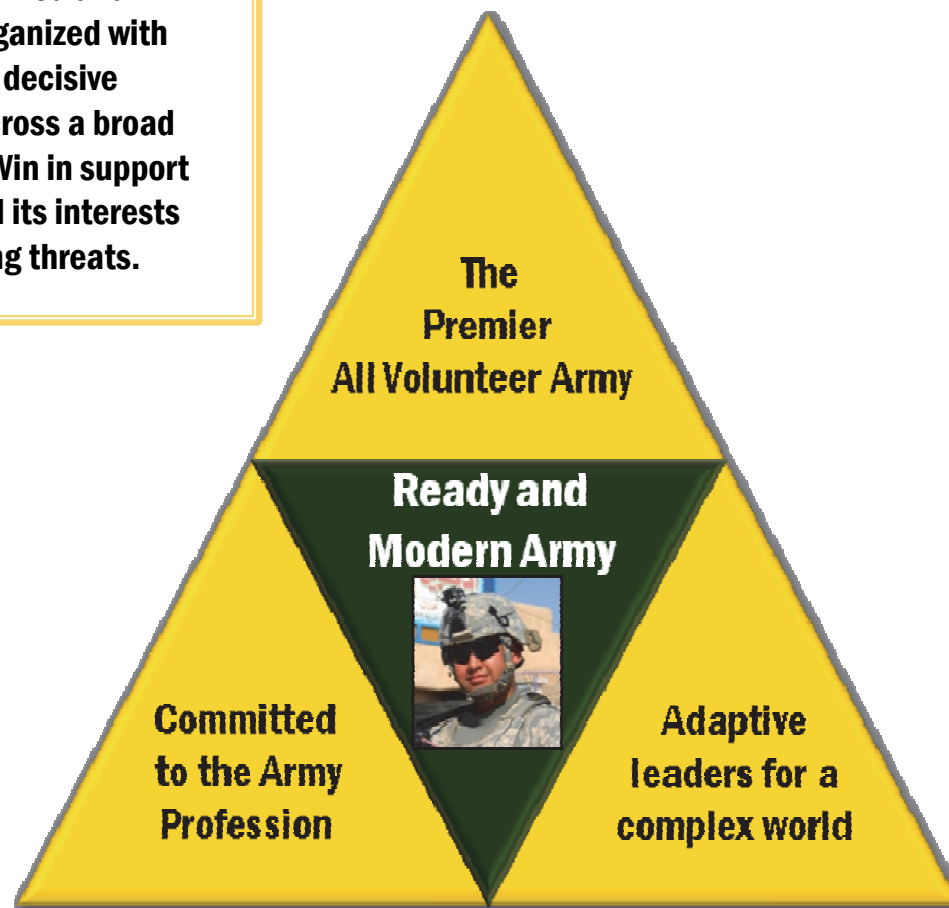 ganized with
decisive
cross a broad
Win in support
its interests
ng threats.
The
Premier
All Volunteer Army
Ready and
Modern Army
Committed
to the Army
Profession
Adaptive
leaders for a
complex world